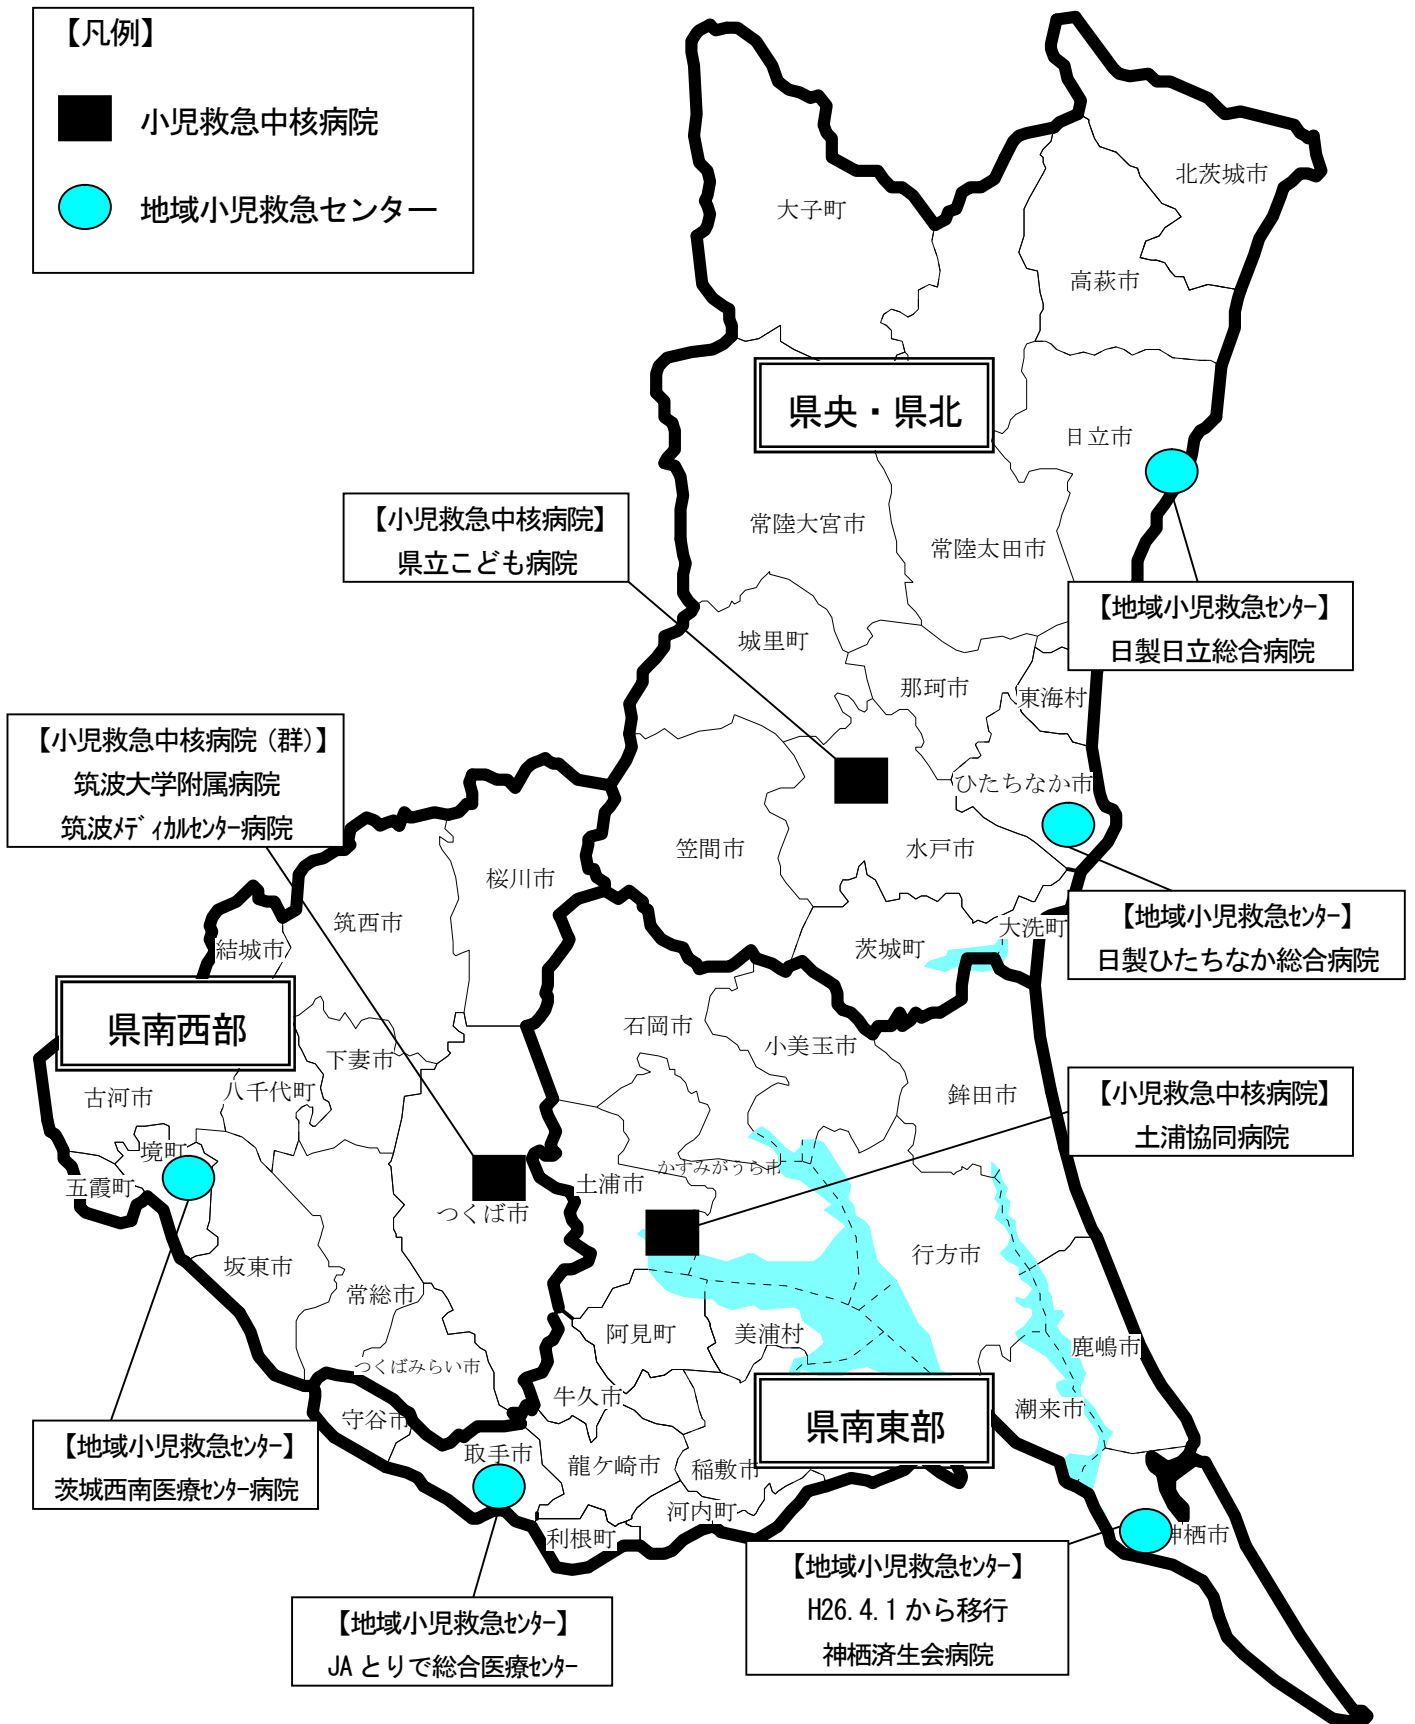 【凡例】
小児救急中核病院
地域小児救急センター
北茨城市
大子町
高萩市
県央・県北
日立市
【小児救急中核病院】
県立こども病院
常陸大宮市
常陸太田市
【地域小児救急ｾﾝﾀｰ】
日製日立総合病院
城里町
那珂市
東海村
【小児救急中核病院（群）】
筑波大学附属病院
筑波ﾒﾃﾞｨｶﾙｾﾝﾀｰ病院
ひたちなか市
笠間市
水戸市
桜川市
筑西市
【地域小児救急ｾﾝﾀｰ】
日製ひたちなか総合病院
大洗町
茨城町
結城市
県南西部
石岡市
小美玉市
下妻市
八千代町
古河市
鉾田市
【小児救急中核病院】
土浦協同病院
境町
五霞町
かすみがうら市
土浦市
つくば市
坂東市
行方市
常総市
阿見町
美浦村
鹿嶋市
つくばみらい市
牛久市
守谷市
県南東部
潮来市
取手市
龍ケ崎市
稲敷市
【地域小児救急ｾﾝﾀｰ】
茨城西南医療ｾﾝﾀｰ病院
河内町
利根町
神栖市
【地域小児救急ｾﾝﾀｰ】
H26.4.1 から移行
神栖済生会病院
【地域小児救急ｾﾝﾀｰ】
JA とりで総合医療ｾﾝﾀｰ